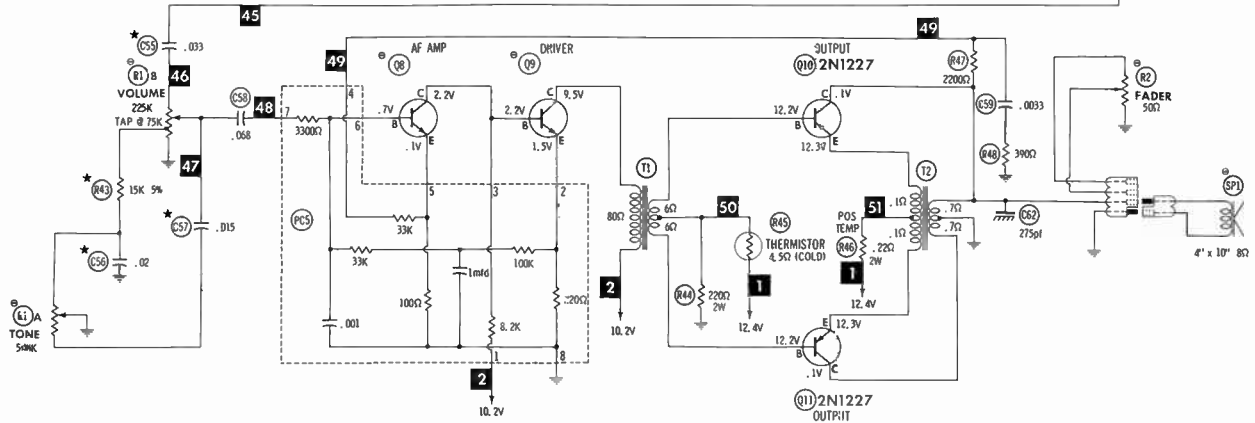 45
C55 .033
R1 B 46
VOLUME
225K
TAP @ 75K
C58 48
.068
47
R43 15K 5%
C57 .015
C56 .02
A
TONE
49
AF AMP
Q8
DRIVER
Q9
7
3300Ω
4
6
.7V B
C 2.2V
E
.1V
2.2V
B
C 9.5V
E
1.5V
5
3
2
PC5
33K
33K
100K
1mfd
100Ω
.001
8.2K
1
8
2
10.2V
T1
80Ω
6Ω
6Ω
2
10.2V
50
R45
THERMISTOR
4.5Ω (COLD)
R44 220Ω
2W
1
12.4V
OUTPUT
Q10 2N1227
12.2V
B
C .1V
E
12.3V
51
POS
TEMP
R46 .22Ω
2W
1
12.4V
T2
.1Ω
.1Ω
.7Ω
.7Ω
12.2V
B
E 12.3V
C
.1V
Q11 2N1227
OUTPUT
49
R47
2200Ω
C59 .0033
R48 390Ω
C62
275pf
R2
FADER
50Ω
SP1
4" x 10" 8Ω